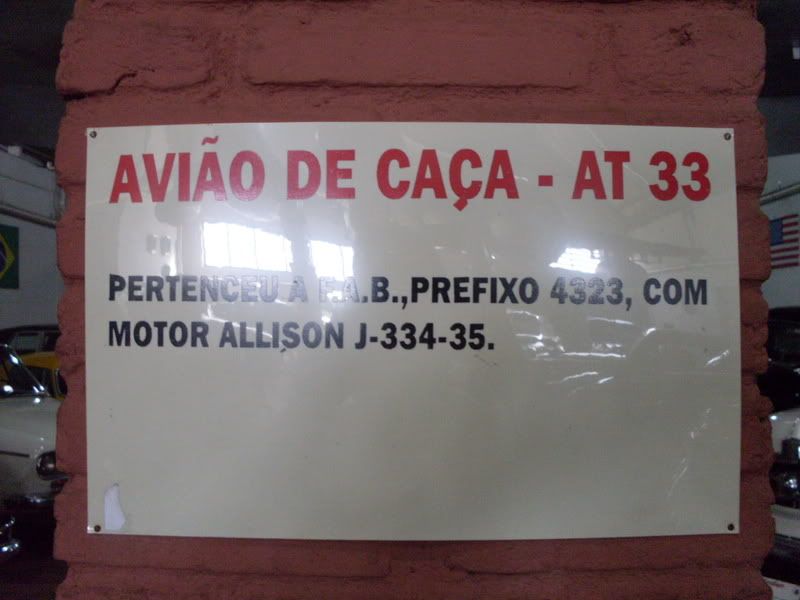 AVIÃO DE CAÇA - AT 33
PERTENCEU A F.A.B.,PREFIXO 4323, COM
MOTOR ALLISON J-334-35.